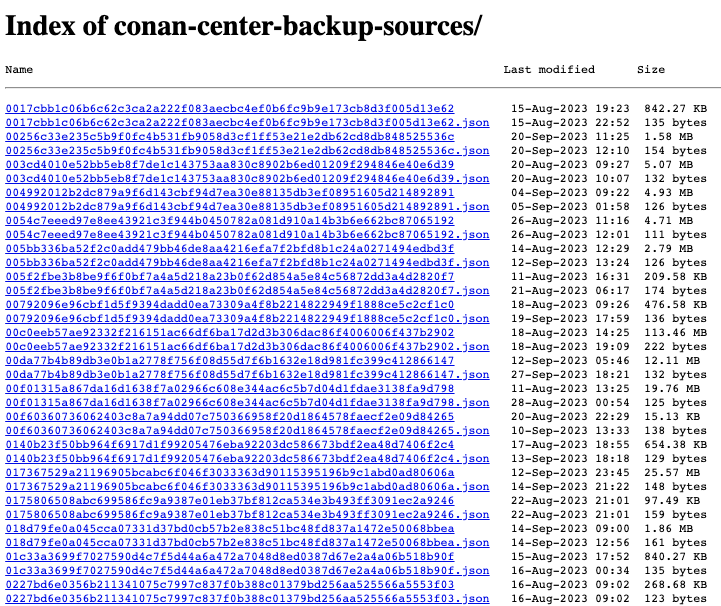 Index of conan-center-backup-sources/
Name Last modified Size
0017cbb1c06b6c62c3ca2a222f083aecbc4ef0b6fc9b9e173cb8d3f005d13e62 15-Aug-2023 19:23 842.27 KB
0017cbb1c06b6c62c3ca2a222f083aecbc4ef0b6fc9b9e173cb8d3f005d13e62.json 15-Aug-2023 22:52 135 bytes
00256c33e235c5b9f0fc4b531fb9058d3cf1ff53e21e2db62cd8db848525536c 20-Sep-2023 11:25 1.58 MB
00256c33e235c5b9f0fc4b531fb9058d3cf1ff53e21e2db62cd8db848525536c.json 20-Sep-2023 12:10 154 bytes
003cd4010e52bb5eb8f7de1c143753aa830c8902b6ed01209f294846e40e6d39 20-Aug-2023 09:27 5.07 MB
003cd4010e52bb5eb8f7de1c143753aa830c8902b6ed01209f294846e40e6d39.json 20-Aug-2023 10:07 132 bytes
04992012b2dc879a9f6d143cbf94d7ea30e88135db3ef08951605d214892891 04-Sep-2023 09:22 4.93 MB
04992012b2dc879a9f6d143cbf94d7ea30e88135db3ef08951605d214892891.json 05-Sep-2023 01:58 126 bytes
0054c7eeed97e8ee43921c3f944b0450782a081d910a14b3b6e662bc87065192 26-Aug-2023 11:16 4.71 MB
0054c7eeed97e8ee43921c3f944b0450782a081d910a14b3b6e662bc87065192.json 26-Aug-2023 12:01 111 bytes
005bb336ba52f2c0add479bb46de8aa4216efa7f2bfd8b1c24a0271494edbd3f 14-Aug-2023 12:29 2.79 MB
005bb336ba52f2c0add479bb46de8aa4216efa7f2bfd8b1c24a0271494edbd3f.json 12-Sep-2023 13:24 126 bytes
005f2fbe3b8be9f6f0bf7a4a5d218a23b0f62d854a5e84c56872dd3a4d2820f7 11-Aug-2023 16:31 209.58 KB
005f2fbe3b8be9f6f0bf7a4a5d218a23b0f62d854a5e84c56872dd3a4d2820f7.json 21-Aug-2023 06:17 174 bytes
00792096e96cbf1d5f9394dadd0ea73309a4f8b2214822949f1888ce5c2cf1c0 18-Aug-2023 09:26 476.58 KB
00792096e96cbf1d5f9394dadd0ea73309a4f8b2214822949f1888ce5c2cf1c0.json 19-Aug-2023 17:59 136 bytes
00c0eeb57ae92332f216151ac66df6ba17d2d3b306dac86f4006006f437b2902 18-Aug-2023 14:25 113.46 MB
00c0eeb57ae92332f216151ac66df6ba17d2d3b306dac86f4006006f437b2902.json 18-Aug-2023 19:09 222 bytes
00da77b4b89db3e0b1a2778f756f08d55d7f6b1632e18d981fc399c412866147 12-Sep-2023 05:46 12.11 MB
00da77b4b89db3e0b1a2778f756f08d55d7f6b1632e18d981fc399c412866147.json 27-Sep-2023 18:21 132 bytes
00f01315a867da16d1638f7a02966c608e344ac6c5b7d04d1fdae3138fa9d798 11-Aug-2023 13:25 19.76 MB
00f01315a867da16d1638f7a02966c608e344ac6c5b7d04d1fdae3138fa9d798.json 28-Aug-2023 00:54 125 bytes
00f60360736062403c8a7a94dd07c750366958f20d1864578faecf2e09d84265 20-Aug-2023 22:29 15.13 KB
00f60360736062403c8a7a94dd07c750366958f20d1864578faecf2e09d84265.json 10-Sep-2023 13:33 138 bytes
0140b23f50bb964f6917d1f99205476eba92203dc586673bdf2ea48d7406f2c4 17-Aug-2023 18:55 654.38 KB
0140b23f50bb964f6917d1f99205476eba92203dc586673bdf2ea48d7406f2c4.json 13-Sep-2023 18:18 129 bytes
017367529a21196905bcabc6f046f3033363d90115395196b9c1abd0ad80606a 12-Sep-2023 23:45 25.57 MB
017367529a21196905bcabc6f046f3033363d90115395196b9c1abd0ad80606a.json 14-Sep-2023 21:22 148 bytes
0175806508abc699586fc9a9387e01eb37bf812ca534e3b493ff3091ec2a9246 22-Aug-2023 21:01 97.49 KB
0175806508abc699586fc9a9387e01eb37bf812ca534e3b493ff3091ec2a9246.json 22-Aug-2023 21:01 159 bytes
018d79fe0a045cca07331d37bd0cb57b2e838c51bc48fd837a1472e50068bbea 14-Sep-2023 09:00 1.86 MB
018d79fe0a045cca07331d37bd0cb57b2e838c51bc48fd837a1472e50068bbea.json 14-Sep-2023 12:56 161 bytes
01c33a3699f7027590d4c7f5d44a6a472a7048d8ed0387d67e2a4a06b518b90f 15-Aug-2023 17:52 840.27 KB
01c33a3699f7027590d4c7f5d44a6a472a7048d8ed0387d67e2a4a06b518b90f.json 16-Aug-2023 00:34 135 bytes
0227bd6e0356b211341075c7997c837f0b388c01379bd256aa525566a5553f03 16-Aug-2023 09:02 268.68 KB
0227bd6e0356b211341075c7997c837f0b388c01379bd256aa525566a5553f03.json 16-Aug-2023 09:02 123 bytes